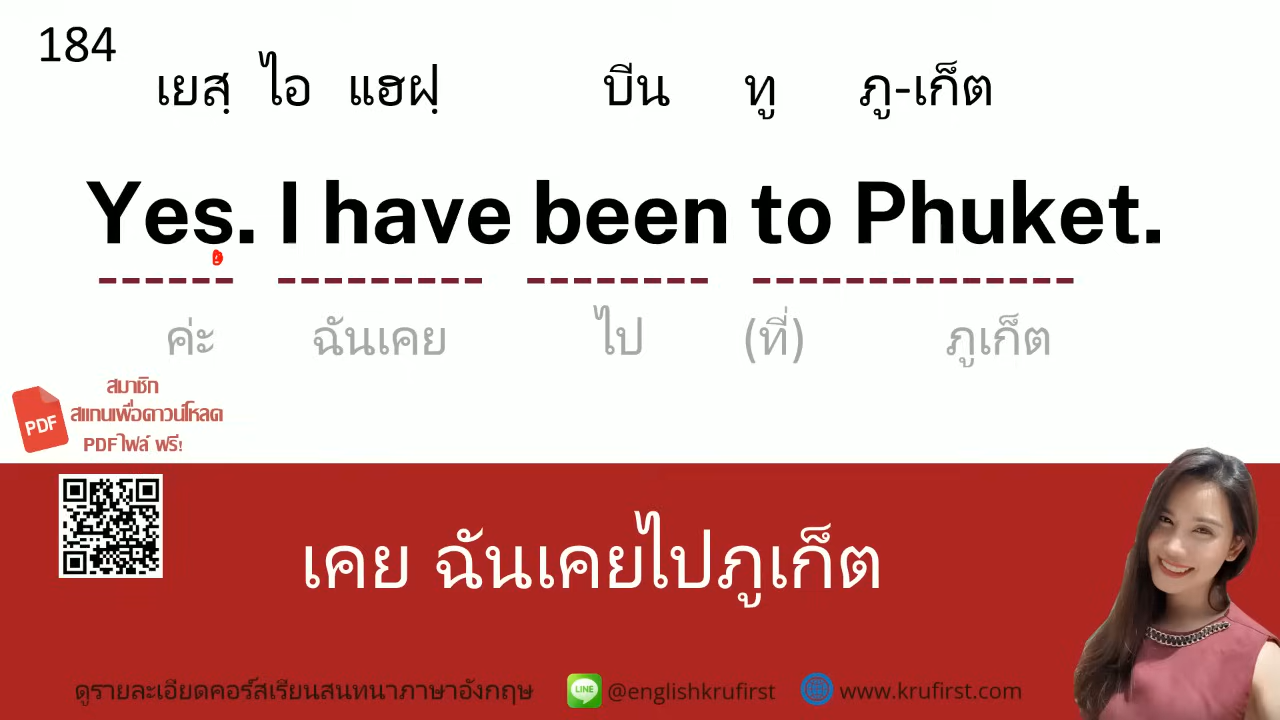 184
เยสฺ ไอ แฮฝฺ บีน ทู ภู-เก็ต
Yes. I have been to Phuket.
ค่ะ ฉันเคย ไป (ที่) ภูเก็ต
สมาชิก
สแกนเพื่อดาวน์โหลด
PDF PDFไฟล์ ฟรี!
เคย ฉันเคยไปภูเก็ต
ดูรายละเอียดคอร์สเรียนสนทนาภาษาอังกฤษ LINE @englishkrufirst www.krufirst.com